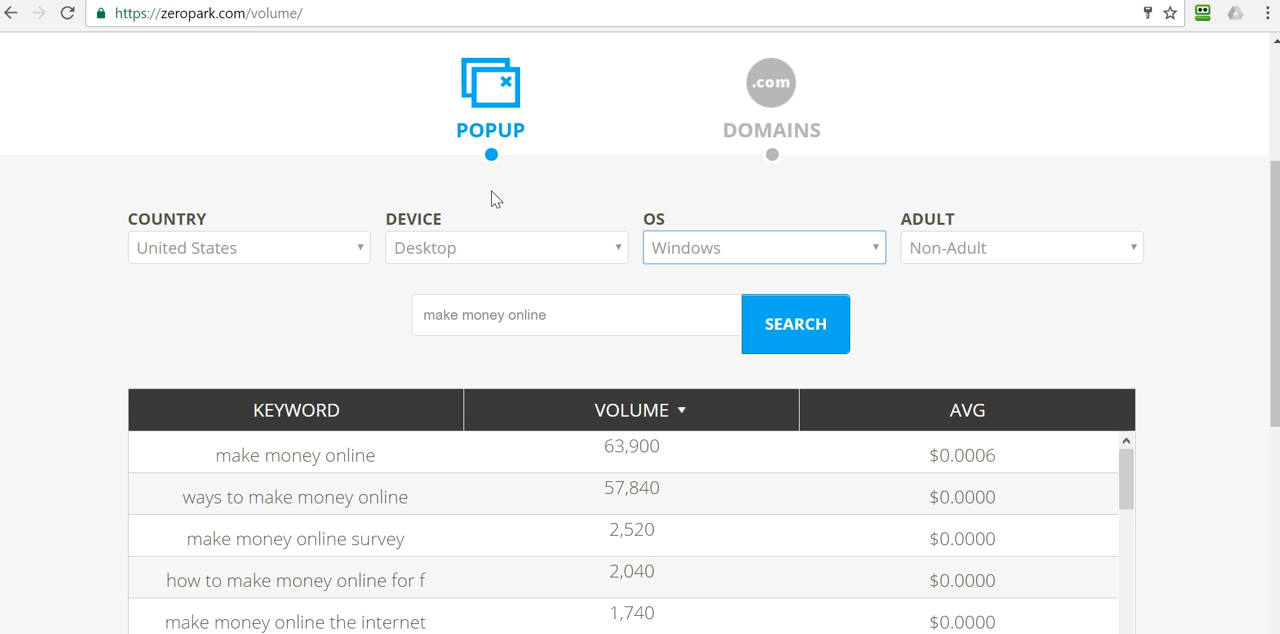 https://zeropark.com/volume/
.com
POPUP DOMAINS
COUNTRY DEVICE OS ADULT
United States Desktop Windows Non-Adult
make money online SEARCH
KEYWORD VOLUME AVG
make money online 63,900 $0.0006
ways to make money online 57,840 $0.0000
make money online survey 2,520 $0.0000
how to make money online for f 2,040 $0.0000
make money online the internet 1,740 $0.0000